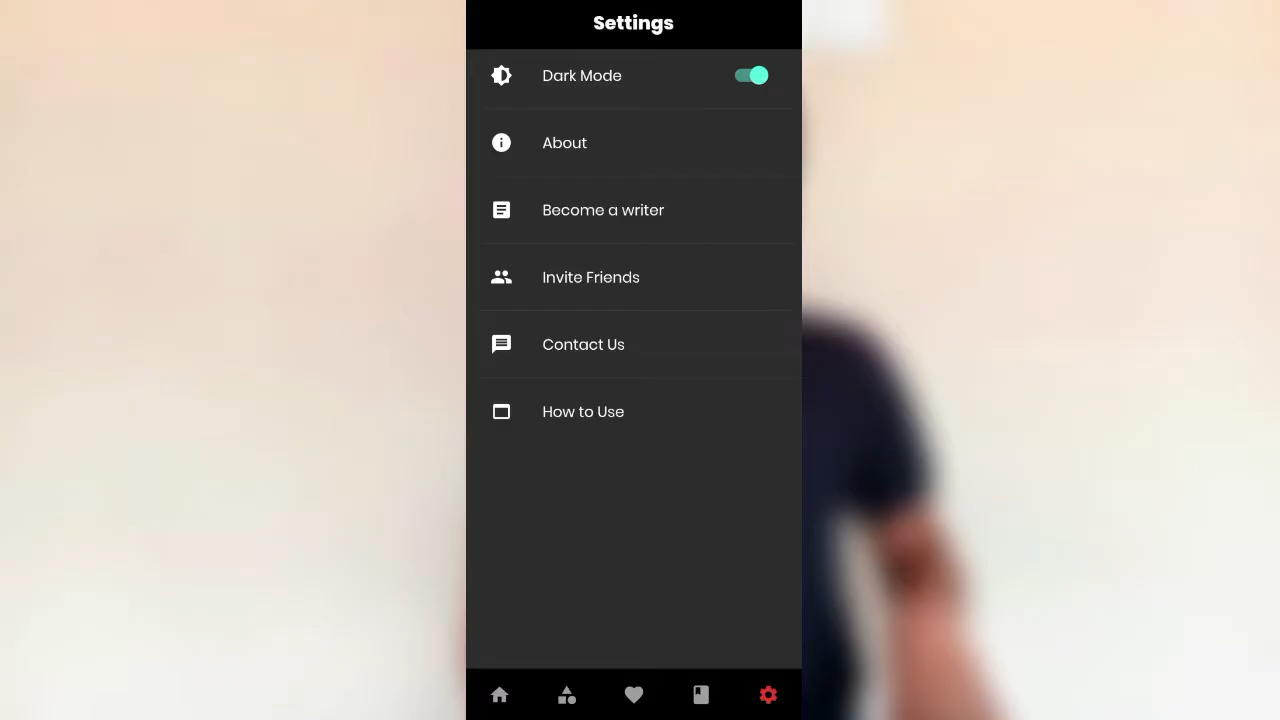 Settings
Dark Mode
About
Become a writer
Invite Friends
Contact Us
How to Use